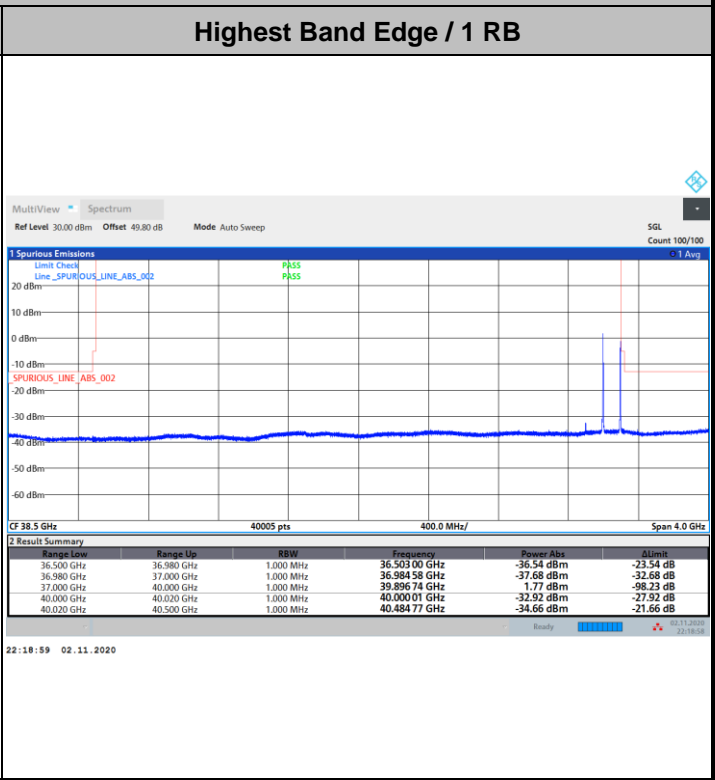 Highest Band Edge / 1 RB
MultiView Spectrum
Ref Level 30.00 dBm Offset 49.80 dB Mode Auto Sweep SGL
Count 100/100
1 Spurious Emissions 1 Avg
Limit Check PASS
Line _SPURIOUS_LINE_ABS_002 PASS
20 dBm
10 dBm
0 dBm
-10 dBm
_SPURIOUS_LINE_ABS_002
-20 dBm
-30 dBm
-40 dBm
-50 dBm
-60 dBm
CF 38.5 GHz 40005 pts 400.0 MHz/ Span 4.0 GHz
2 Result Summary
Range Low Range Up RBW Frequency Power Abs ΔLimit
36.500 GHz 36.980 GHz 1.000 MHz 36.503 00 GHz -36.54 dBm -23.54 dB
36.980 GHz 37.000 GHz 1.000 MHz 36.984 58 GHz -37.68 dBm -32.68 dB
37.000 GHz 40.000 GHz 1.000 MHz 39.896 74 GHz 1.77 dBm -98.23 dB
40.000 GHz 40.020 GHz 1.000 MHz 40.000 01 GHz -32.92 dBm -27.92 dB
40.020 GHz 40.500 GHz 1.000 MHz 40.484 77 GHz -34.66 dBm -21.66 dB
Ready 02.11.2020
22:18:58
22:18:59 02.11.2020